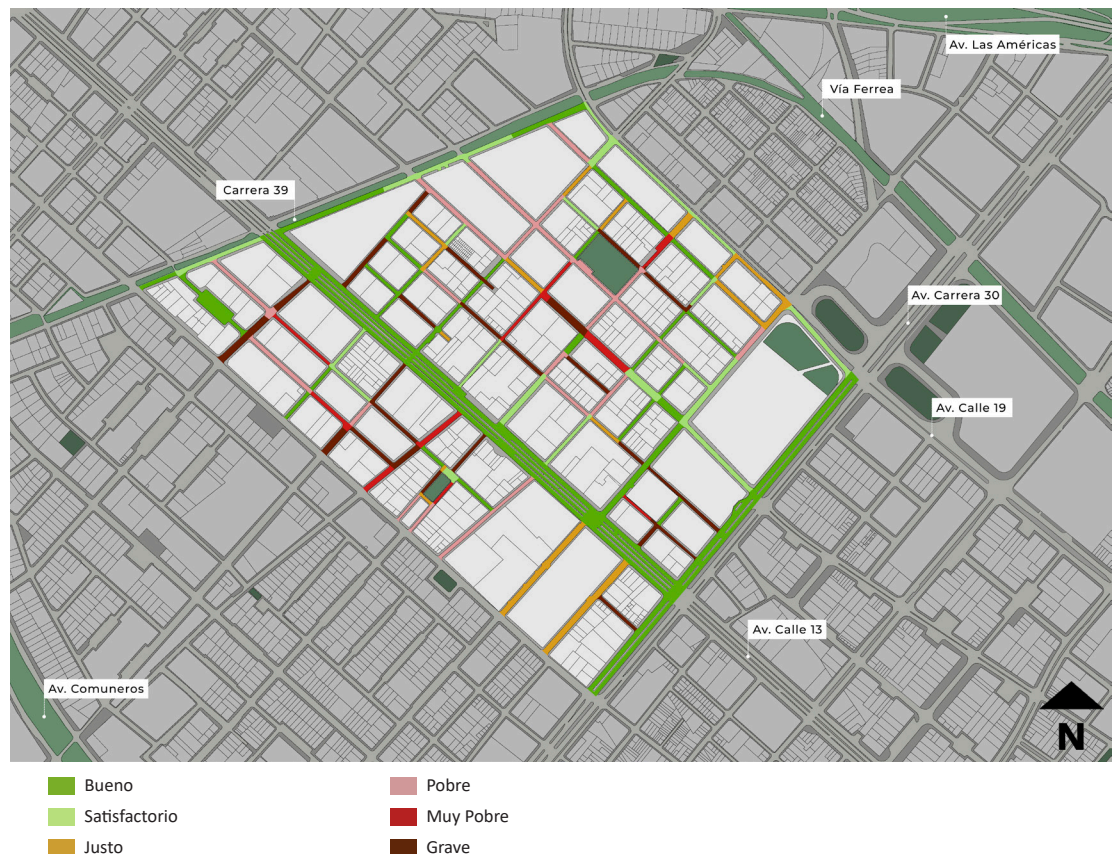 Av. Las Américas
Vía Ferrea
Carrera 39
Av. Carrera 30
Av. Calle 19
Av. Calle 13
Av. Comuneros
N
Bueno
Satisfactorio
Justo
Pobre
Muy Pobre
Grave